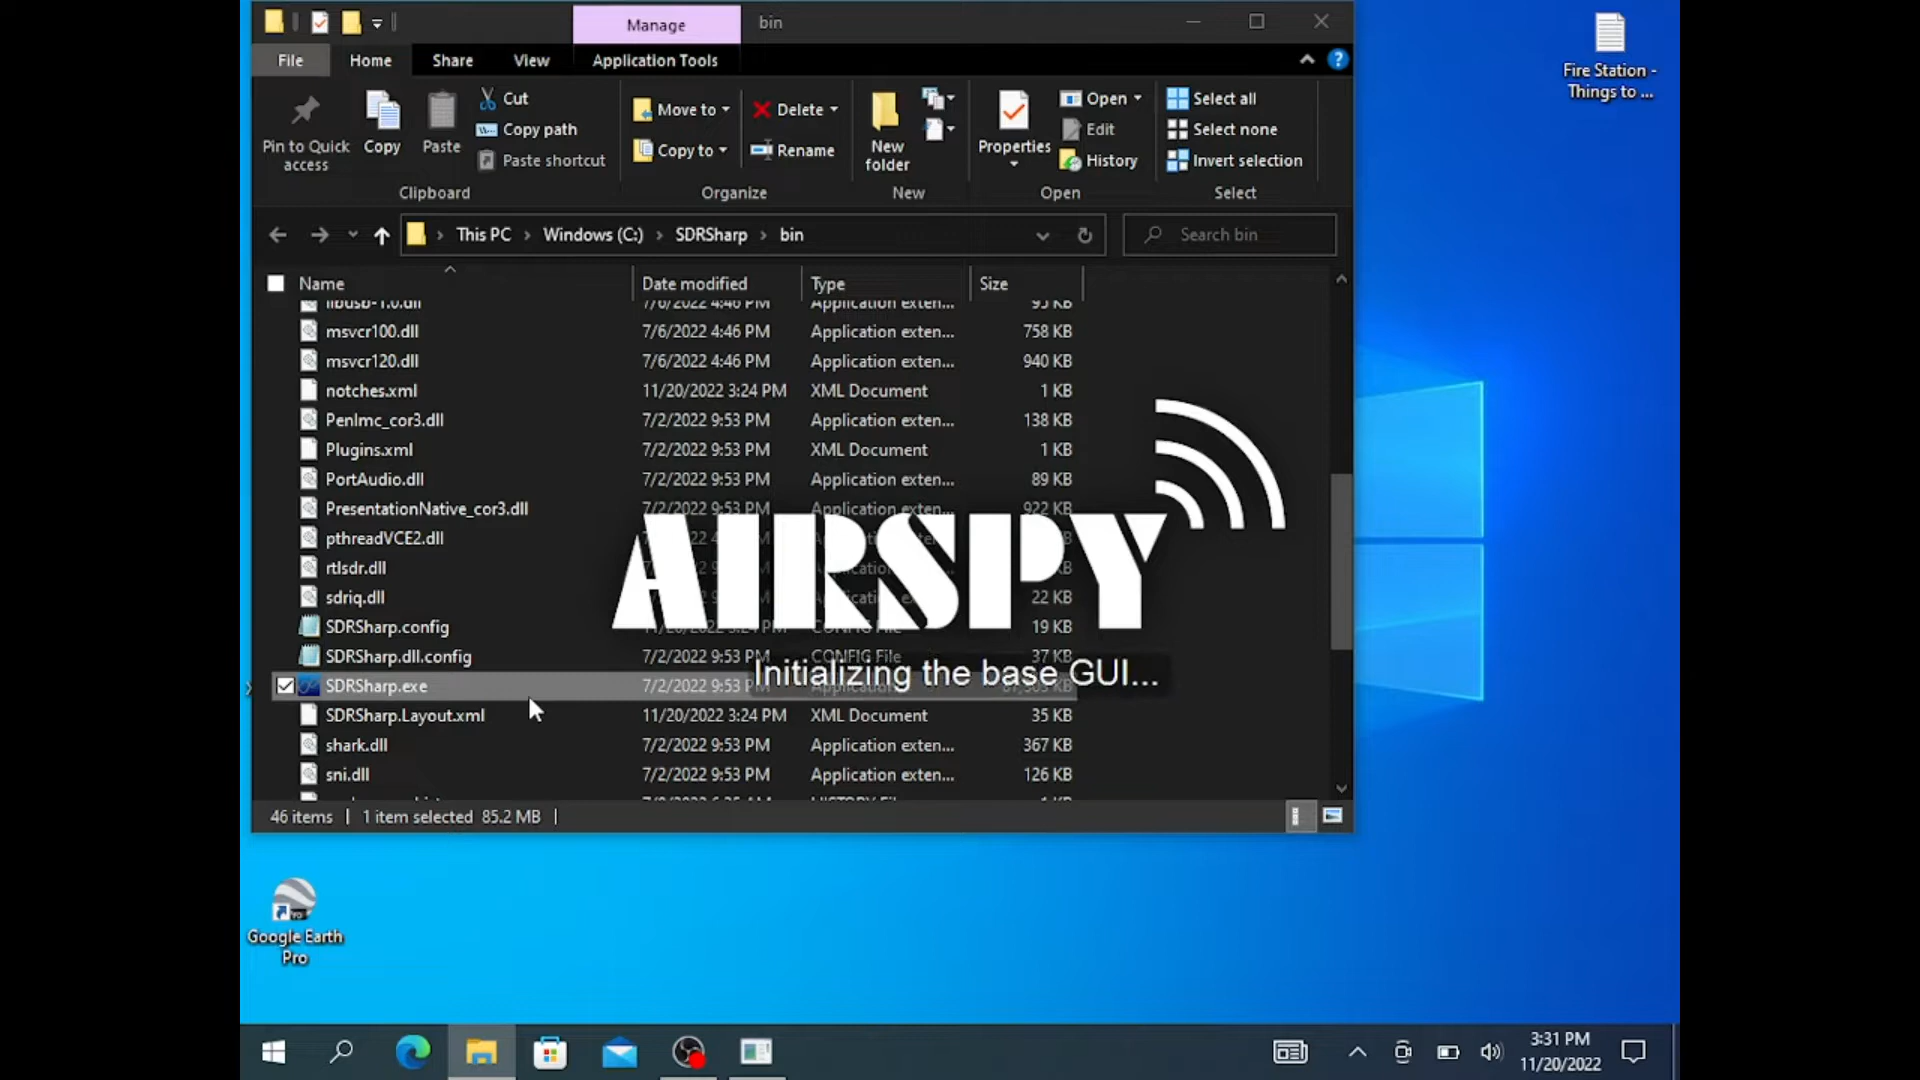 Manage
bin
File
Home
Share
View
Application Tools
Pin to Quick access
Copy
Paste
Cut
Copy path
Paste shortcut
Clipboard
Move to
Copy to
Delete
Rename
Organize
New folder
New
Properties
Open
Edit
History
Open
Select all
Select none
Invert selection
Select
This PC > Windows (C:) > SDRSharp > bin
Search bin
Name Date modified Type Size
libusb-1.0.dll 7/6/2022 4:46 PM Application exten... 95 KB
msvcr100.dll 7/6/2022 4:46 PM Application exten... 758 KB
msvcr120.dll 7/6/2022 4:46 PM Application exten... 940 KB
notches.xml 11/20/2022 3:24 PM XML Document 1 KB
PenImc_cor3.dll 7/2/2022 9:53 PM Application exten... 138 KB
Plugins.xml 7/2/2022 9:53 PM XML Document 1 KB
PortAudio.dll 7/2/2022 9:53 PM Application exten... 89 KB
PresentationNative_cor3.dll 7/2/2022 9:53 PM Application exten... 922 KB
pthreadVCE2.dll
rtlsdr.dll
sdriq.dll 22 KB
AIRSPY
SDRSharp.config 11/20/2022 3:24 PM CONFIG File 19 KB
SDRSharp.dll.config 7/2/2022 9:53 PM CONFIG File 37 KB
Initializing the base GUI...
SDRSharp.exe 7/2/2022 9:53 PM
SDRSharp.Layout.xml 11/20/2022 3:24 PM XML Document 35 KB
shark.dll 7/2/2022 9:53 PM Application exten... 367 KB
sni.dll 7/2/2022 9:53 PM Application exten... 126 KB
46 items | 1 item selected 85.2 MB |
Fire Station -
Things to ...
Google Earth
Pro
3:31 PM
11/20/2022